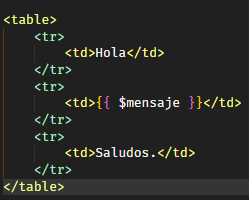 <table>
    <tr>
        <td>Hola</td>
    </tr>
    <tr>
        <td>{{ $mensaje }}</td>
    </tr>
    <tr>
        <td>Saludos.</td>
    </tr>
</table>